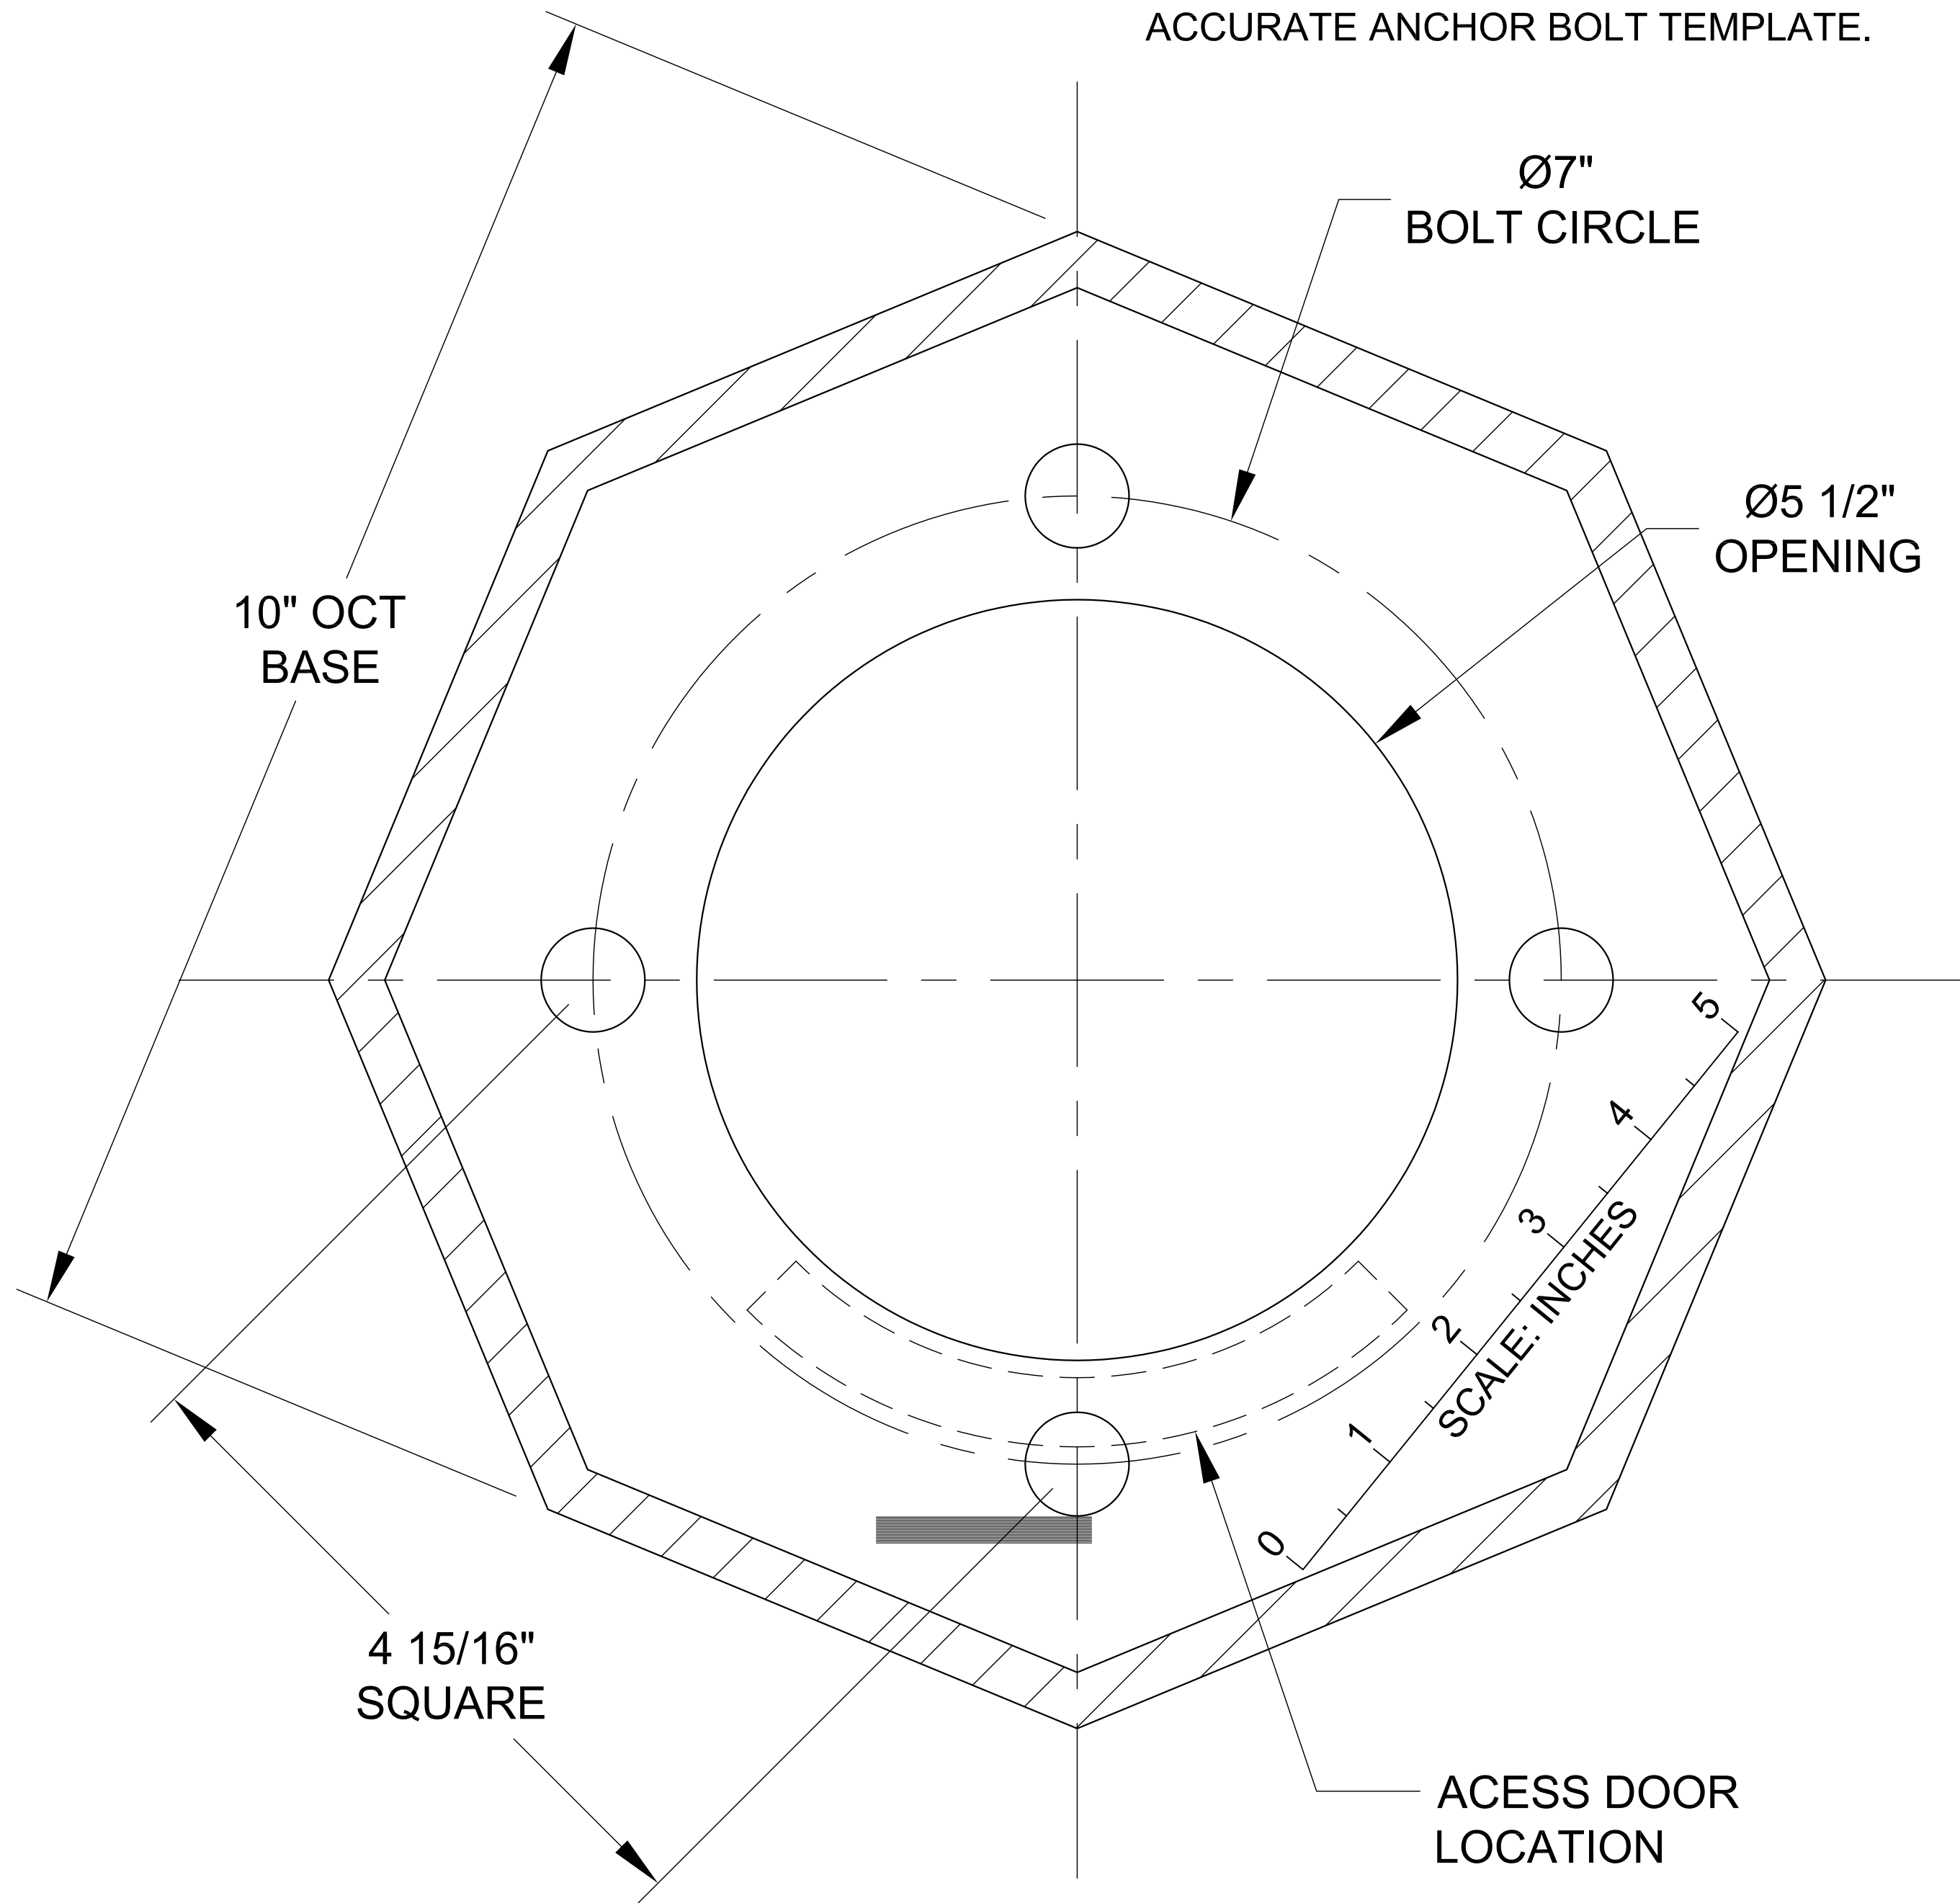 ACCURATE ANCHOR BOLT TEMPLATE.
Ø7"
BOLT CIRCLE
Ø5 1/2"
OPENING
10" OCT
BASE
5
4
3
2
1
0
SCALE: INCHES
4 15/16"
SQUARE
ACESS DOOR
LOCATION